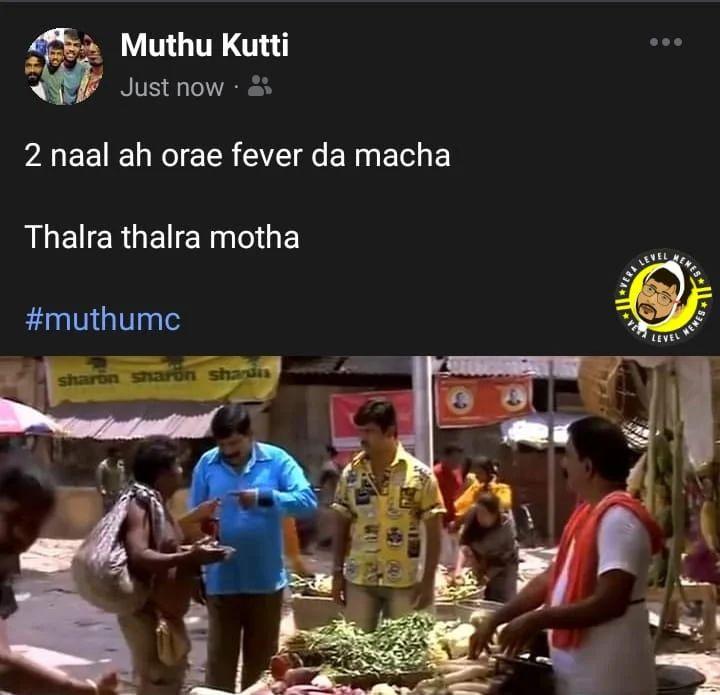 Muthu Kutti
Just now ·
2 naal ah orae fever da macha
Thalra thalra motha
#muthumc
VERA LEVEL MEMES
VERA LEVEL MEMES
sharon sharon sharon